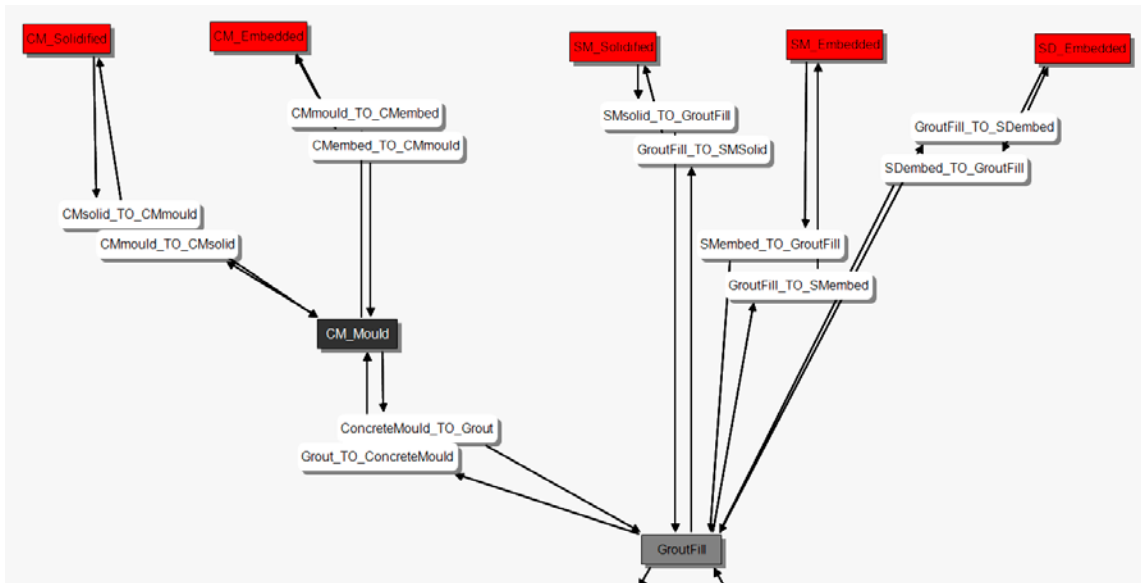 CM_Solidified
CM_Embedded
SM_Solidified
SM_Embedded
SD_Embedded
CMmould_TO_CMembed
CMembed_TO_CMmould
SMsolid_TO_GroutFill
GroutFill_TO_SMSolid
GroutFill_TO_SDembed
SDembed_TO_GroutFill
CMsolid_TO_CMmould
CMmould_TO_CMsolid
SMembed_TO_GroutFill
GroutFill_TO_SMembed
CM_Mould
ConcreteMould_TO_Grout
Grout_TO_ConcreteMould
GroutFill